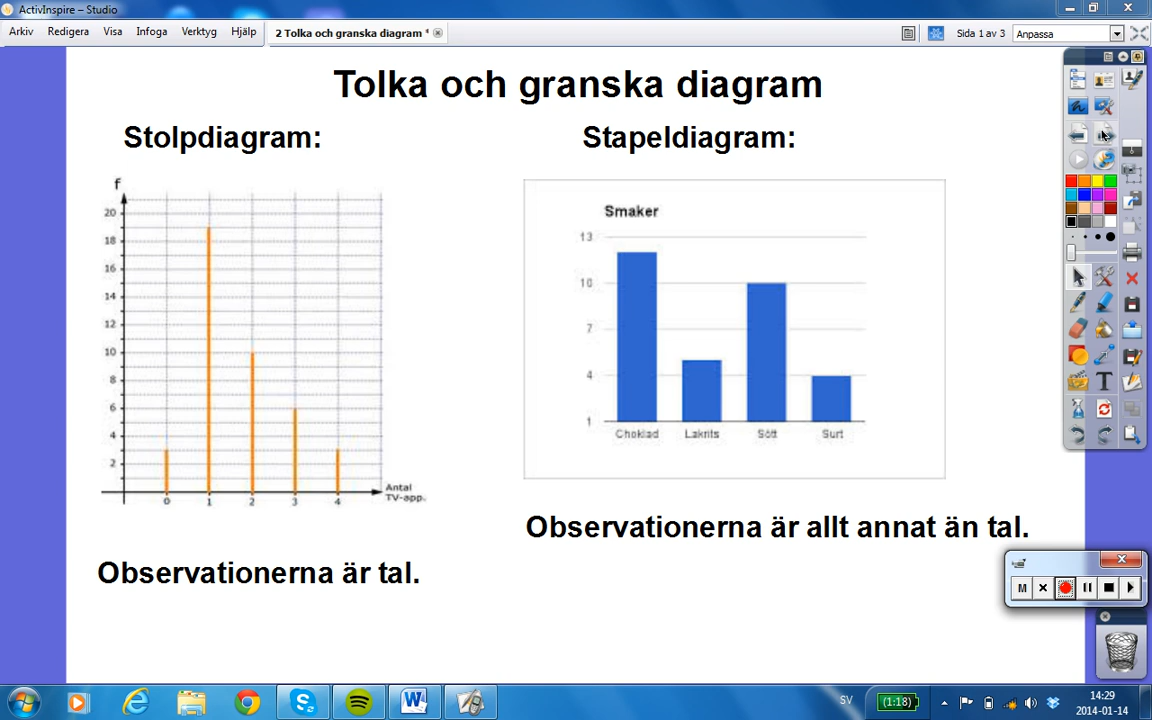 ActivInspire – Studio
Arkiv Redigera Visa Infoga Verktyg Hjälp 2 Tolka och granska diagram * Sida 1 av 3 Anpassa
Tolka och granska diagram
Stolpdiagram: Stapeldiagram:
f
20
18
16
14
12
10
8
6
4
2
0 1 2 3 4
Antal
TV-app.
Smaker
13
10
7
4
1
Choklad Lakrits Sött Surt
Observationerna är allt annat än tal.
Observationerna är tal.
M
SV (1:18) 14:29
2014-01-14